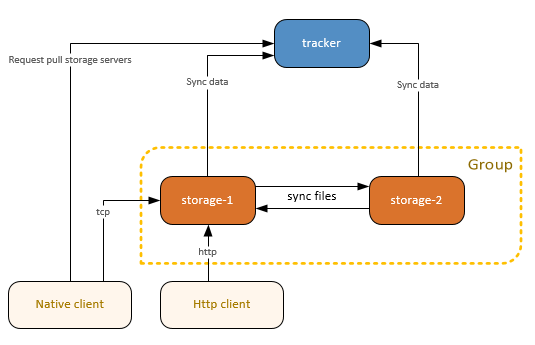 tracker
Request pull storage servers
Sync data
Sync data
Group
storage-1
sync files
storage-2
tcp
http
Native client
Http client